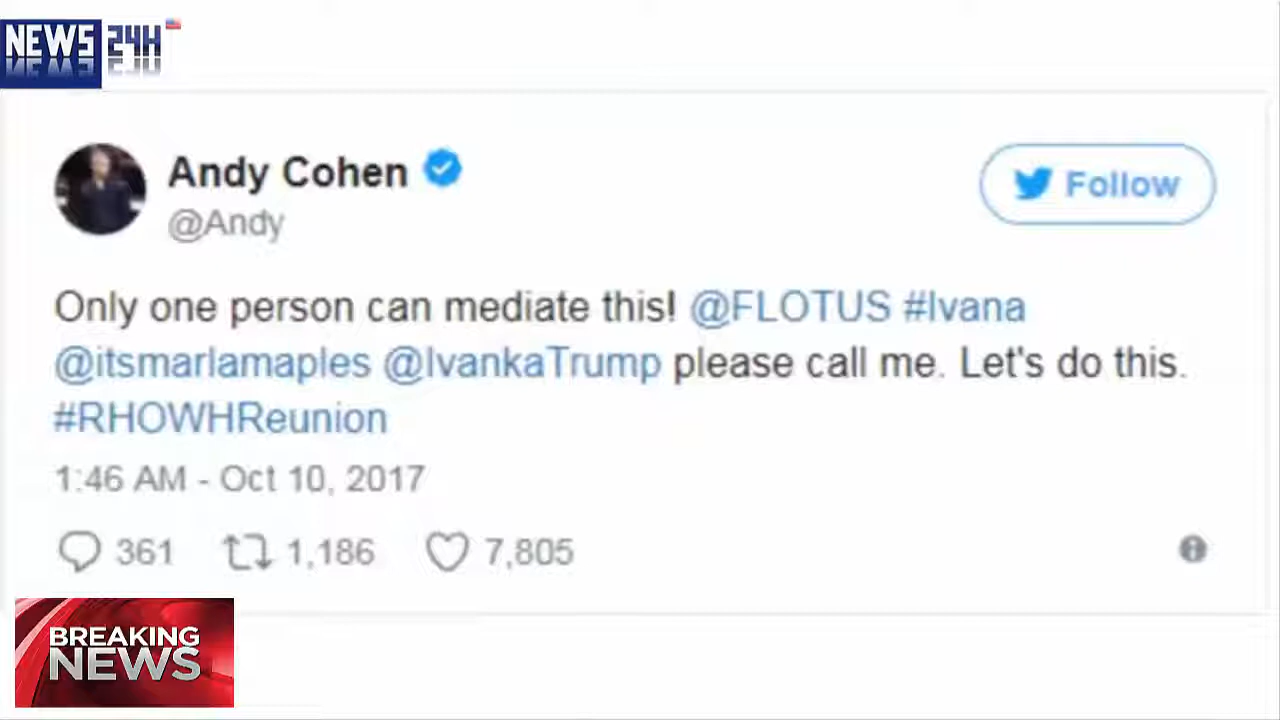 NEWS 24H
Andy Cohen
@Andy
Follow
Only one person can mediate this! @FLOTUS #Ivana
@itsmarlamaples @IvankaTrump please call me. Let's do this.
#RHOWHReunion
1:46 AM - Oct 10, 2017
361 1,186 7,805
BREAKING
NEWS